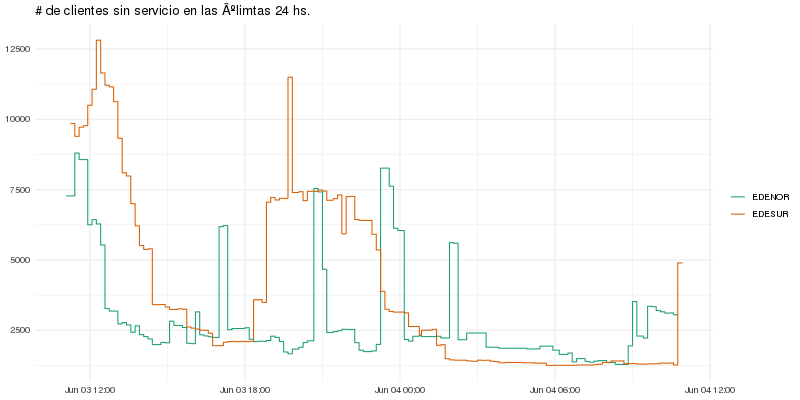 # de clientes sin servicio en las Ãºlimtas 24 hs.
12500
10000
7500
5000
2500
EDENOR
EDESUR
Jun 03 12:00
Jun 03 18:00
Jun 04 00:00
Jun 04 06:00
Jun 04 12:00